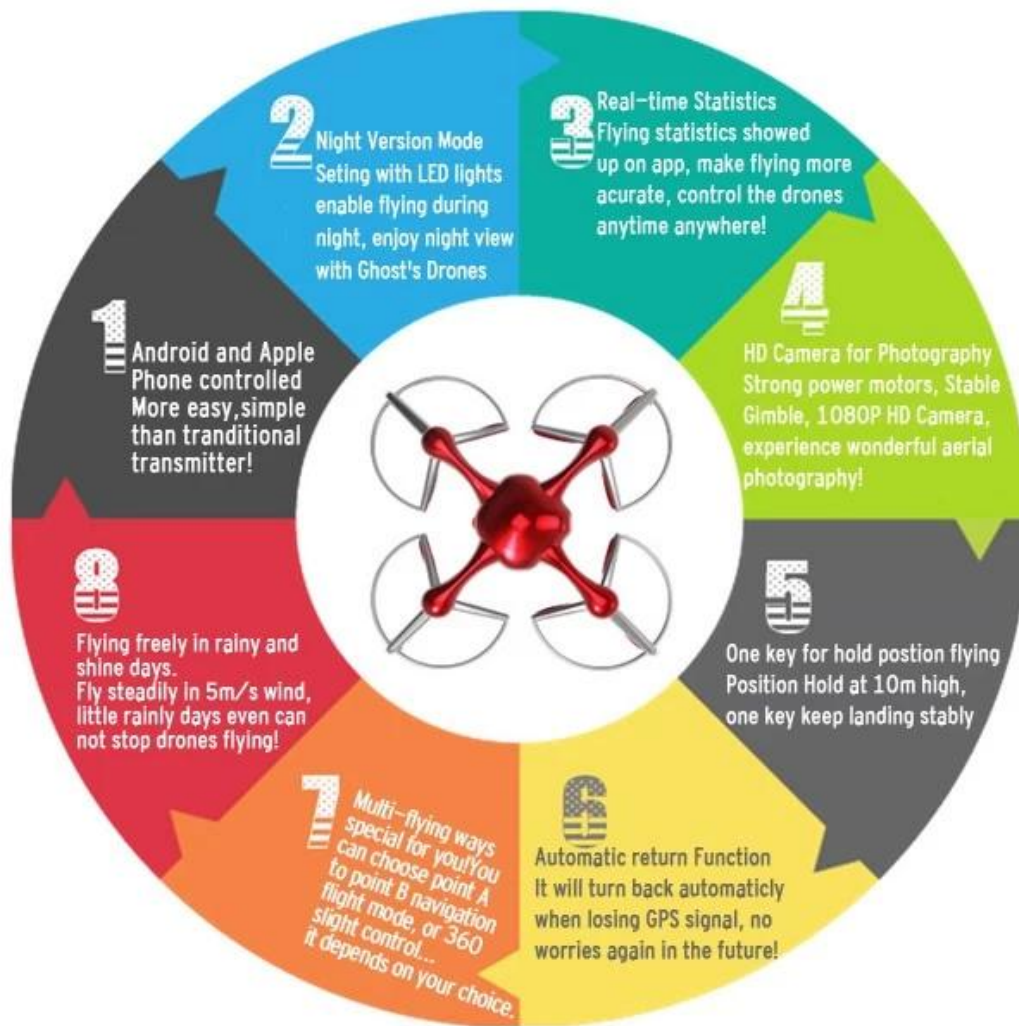 1
Android and Apple
Phone controlled
More easy,simple
than tranditional
transmitter!
2
Night Version Mode
Seting with LED lights
enable flying during
night, enjoy night view
with Ghost's Drones
3
Real-time Statistics
Flying statistics showed
up on app, make flying more
acurate, control the drones
anytime anywhere!
4
HD Camera for Photography
Strong power motors, Stable
Gimble, 1080P HD Camera,
experience wonderful aerial
photography!
5
One key for hold postion flying
Position Hold at 10m high,
one key keep landing stably
6
Automatic return Function
It will turn back automaticly
when losing GPS signal, no
worries again in the future!
7
Multi-flying ways
special for you!You
can choose point A
to point B navigation
flight mode, or 360
slight control...
it depends on your choice.
8
Flying freely in rainy and
shine days.
Fly steadily in 5m/s wind,
little rainly days even can
not stop drones flying!